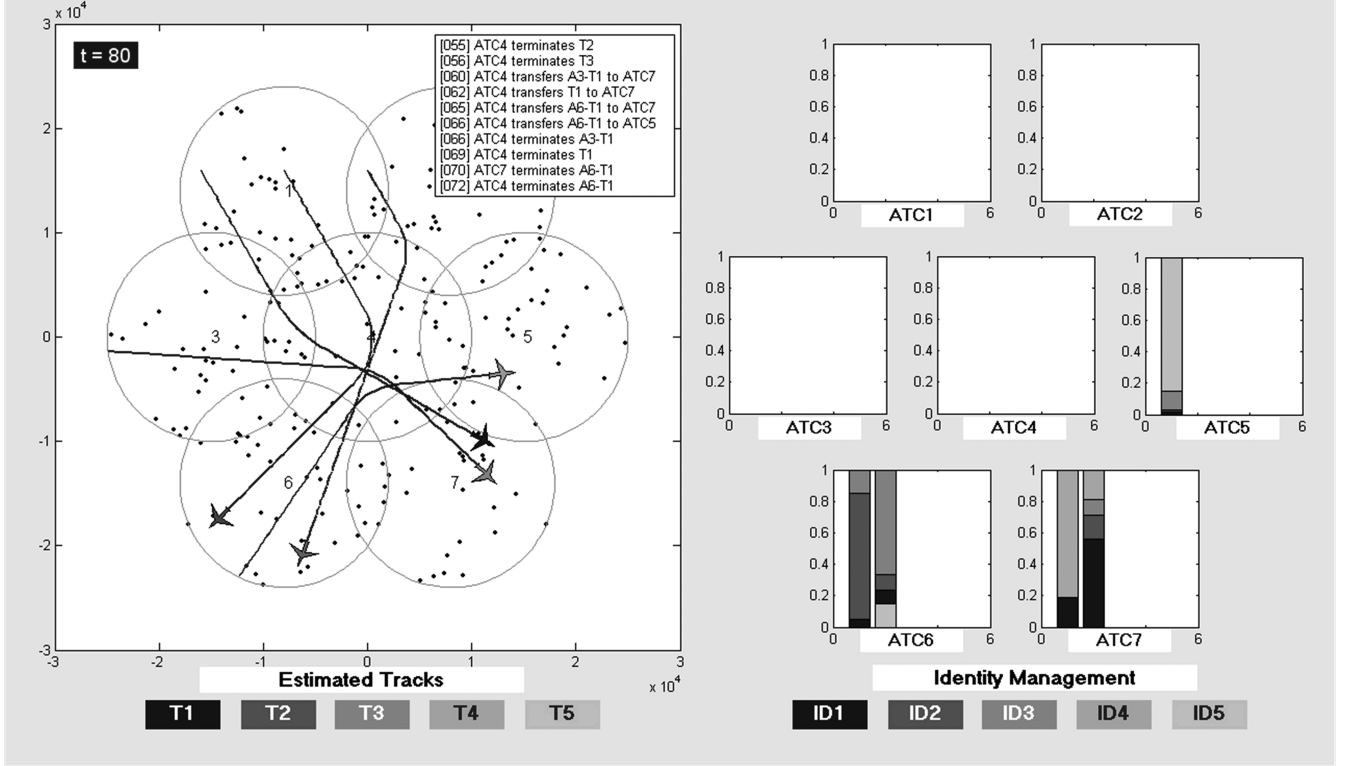 x 10^4
3
2
1
0
-1
-2
-3
-3
-2
-1
0
1
2
3
x 10^4
t = 80
[055] ATC4 terminates T2
[056] ATC4 terminates T3
[060] ATC4 transfers A3-T1 to ATC7
[062] ATC4 transfers T1 to ATC7
[065] ATC4 transfers A6-T1 to ATC7
[066] ATC4 transfers A6-T1 to ATC5
[066] ATC4 terminates A3-T1
[069] ATC4 terminates T1
[070] ATC7 terminates A6-T1
[072] ATC4 terminates A6-T1
1
3
4
5
6
7
Estimated Tracks
T1 T2 T3 T4 T5
1
0.8
0.6
0.4
0.2
0
0 ATC1 6
1
0.8
0.6
0.4
0.2
0
0 ATC2 6
1
0.8
0.6
0.4
0.2
0
0 ATC3 6
1
0.8
0.6
0.4
0.2
0
0 ATC4 6
1
0.8
0.6
0.4
0.2
0
0 ATC5 6
1
0.8
0.6
0.4
0.2
0
0 ATC6 6
1
0.8
0.6
0.4
0.2
0
0 ATC7 6
Identity Management
ID1 ID2 ID3 ID4 ID5